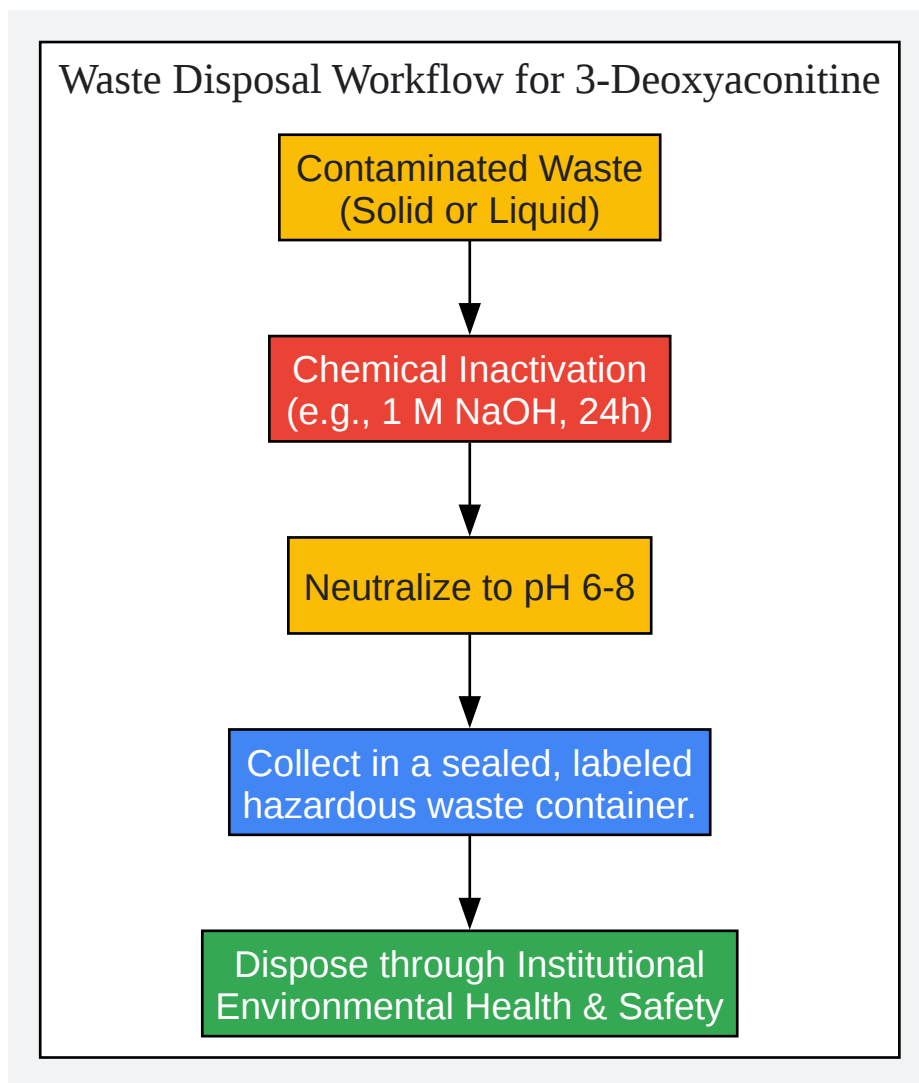 Waste Disposal Workflow for 3-Deoxyaconitine
Contaminated Waste
(Solid or Liquid)
Chemical Inactivation
(e.g., 1 M NaOH, 24h)
Neutralize to pH 6-8
Collect in a sealed, labeled
hazardous waste container.
Dispose through Institutional
Environmental Health & Safety